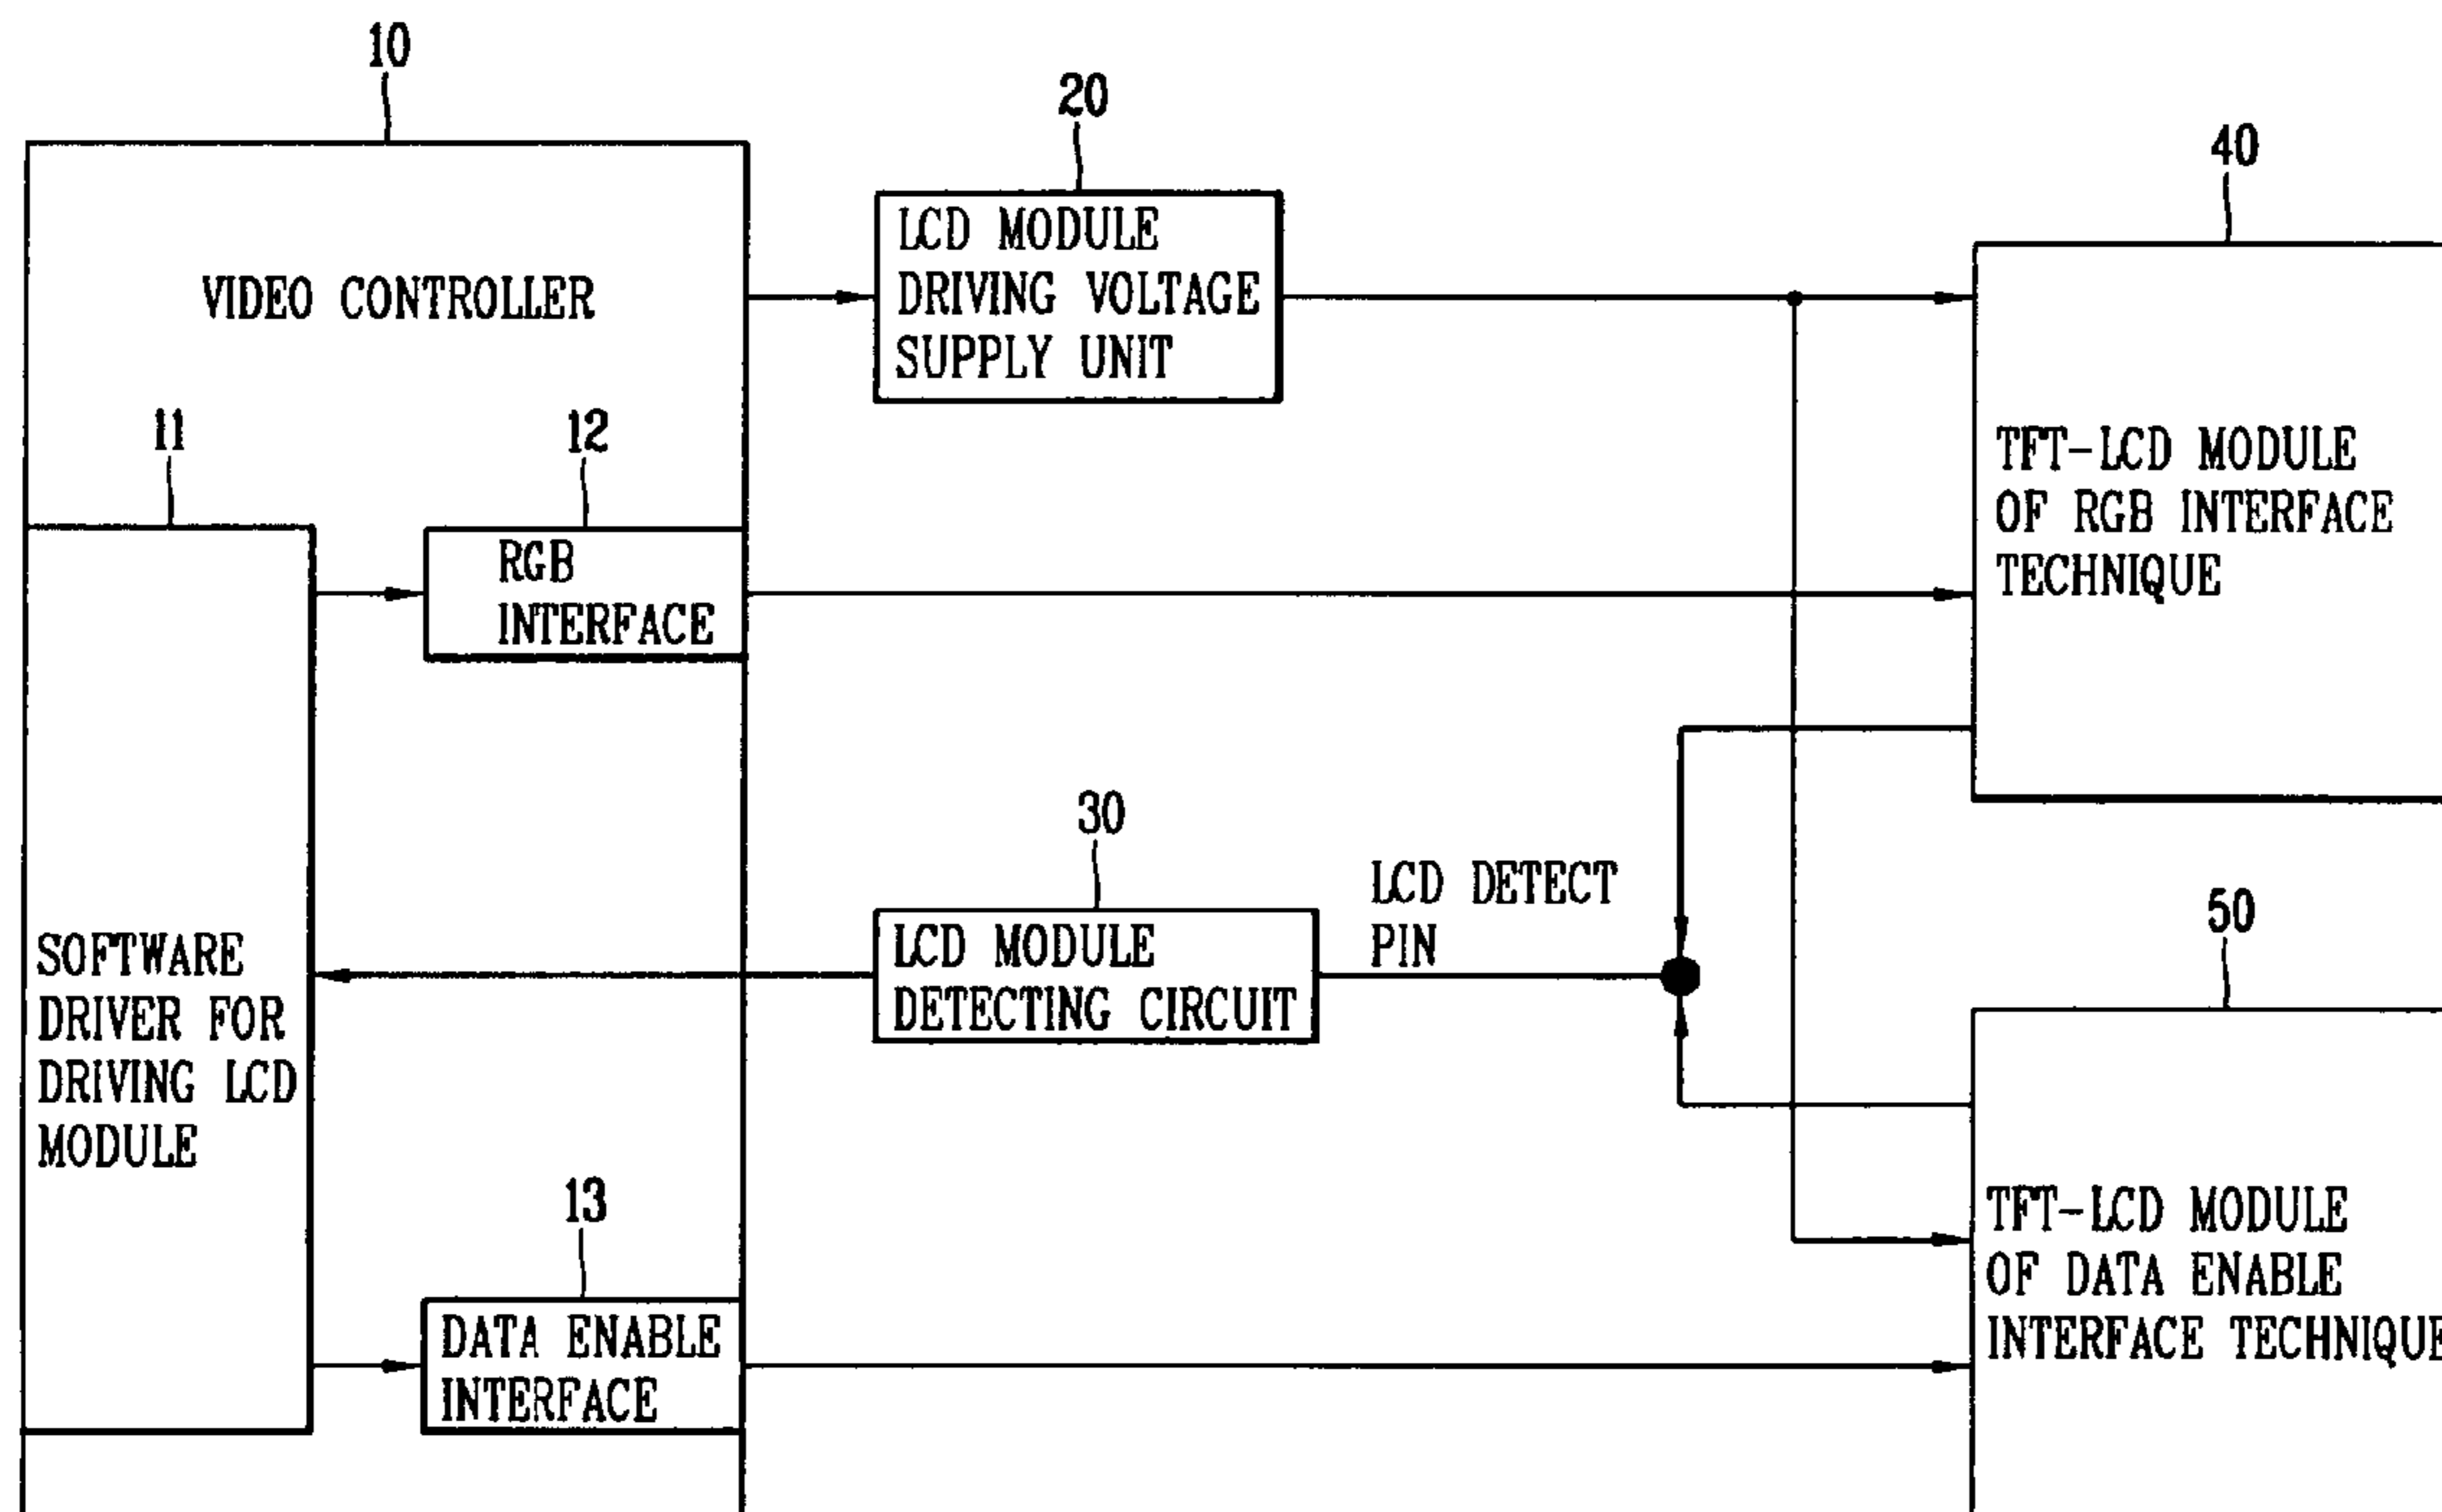 10
20
40
VIDEO CONTROLLER
LCD MODULE
DRIVING VOLTAGE
SUPPLY UNIT
11
12
RGB
INTERFACE
TFT-LCD MODULE
OF RGB INTERFACE
TECHNIQUE
30
LCD DETECT
PIN
50
SOFTWARE
DRIVER FOR
DRIVING LCD
MODULE
LCD MODULE
DETECTING CIRCUIT
13
DATA ENABLE
INTERFACE
TFT-LCD MODULE
OF DATA ENABLE
INTERFACE TECHNIQUE